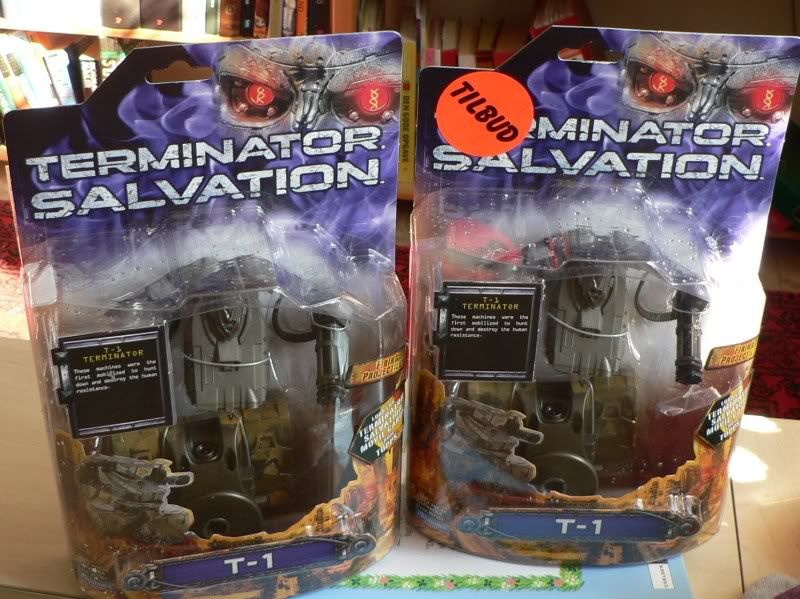 TERMINATOR
SALVATION
T-1
TERMINATOR
These machines were the
first mobilized to hunt
down and destroy the human
resistance.
T-1
TILBUD
TERMINATOR
SALVATION
T-1
TERMINATOR
These machines were the
first mobilized to hunt
down and destroy the human
resistance.
T-1
DEN GODE